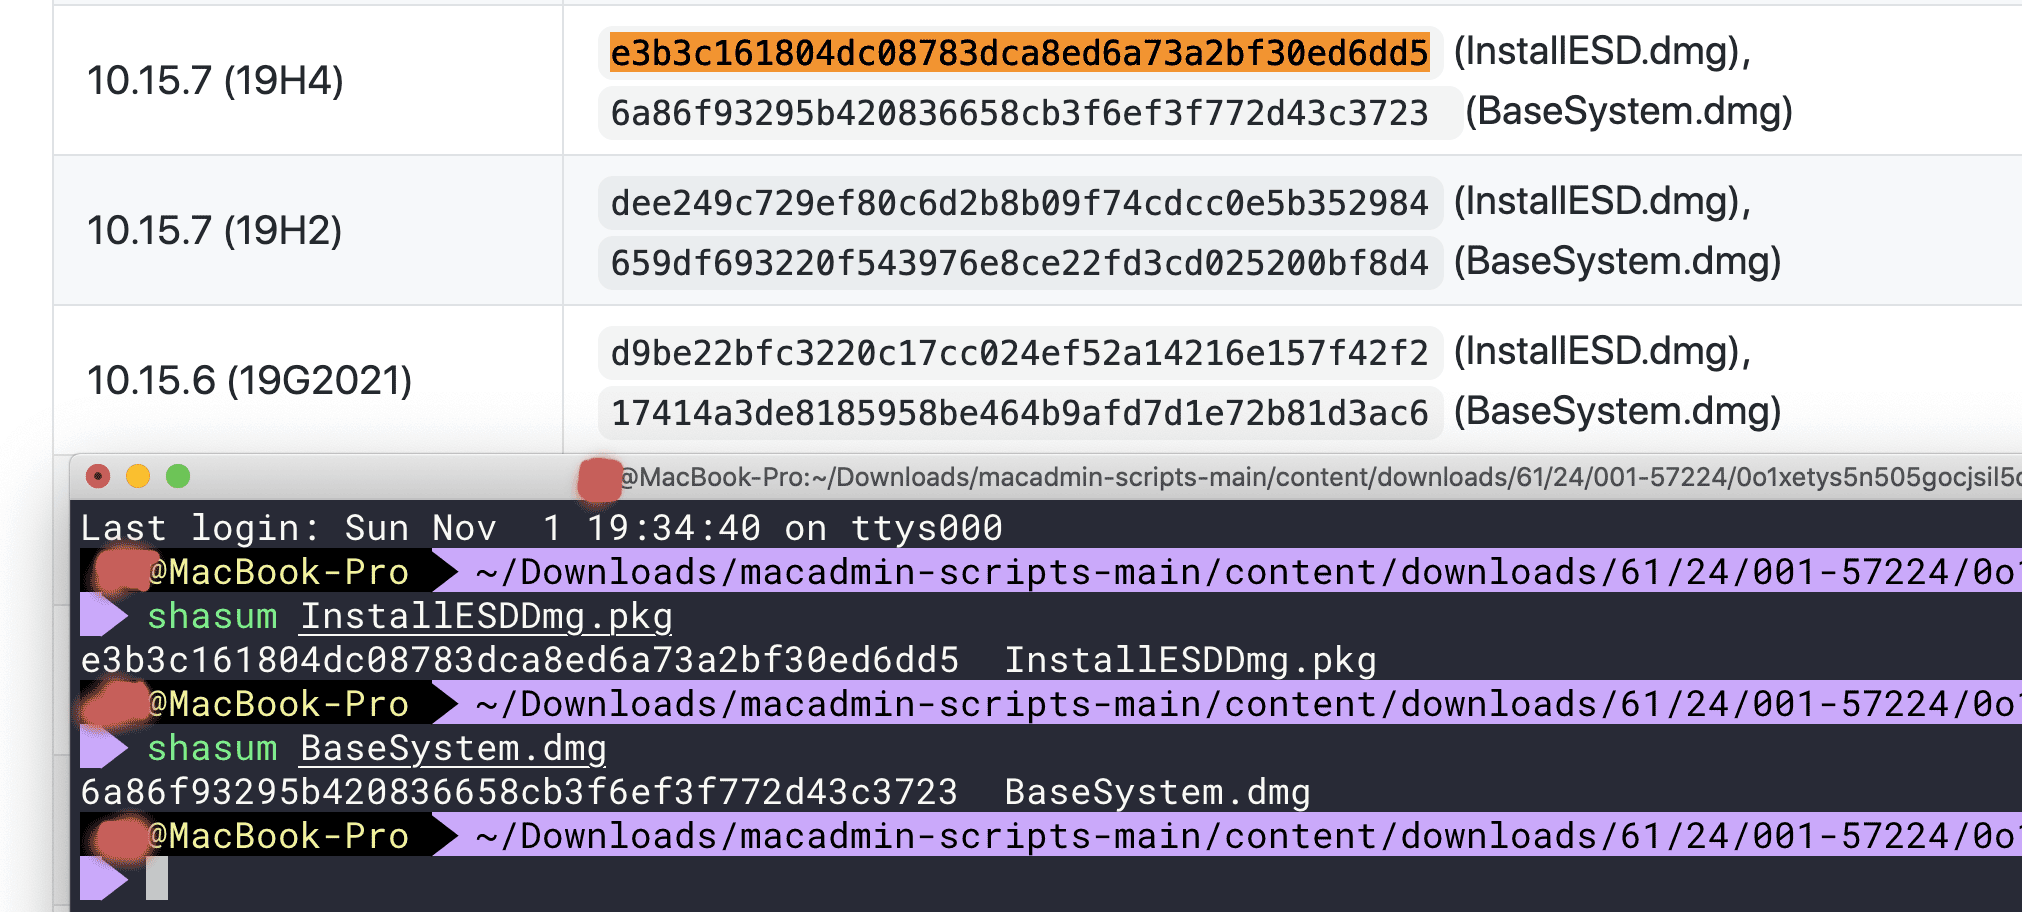 10.15.7 (19H4)
e3b3c161804dc08783dca8ed6a73a2bf30ed6dd5 (InstallESD.dmg),
6a86f93295b420836658cb3f6ef3f772d43c3723 (BaseSystem.dmg)
10.15.7 (19H2)
dee249c729ef80c6d2b8b09f74cdcc0e5b352984 (InstallESD.dmg),
659df693220f543976e8ce22fd3cd025200bf8d4 (BaseSystem.dmg)
10.15.6 (19G2021)
d9be22bfc3220c17cc024ef52a14216e157f42f2 (InstallESD.dmg),
17414a3de8185958be464b9afd7d1e72b81d3ac6 (BaseSystem.dmg)
@MacBook-Pro:~/Downloads/macadmin-scripts-main/content/downloads/61/24/001-57224/0o1xetys5n505gocjsil5
Last login: Sun Nov  1 19:34:40 on ttys000
@MacBook-Pro ~/Downloads/macadmin-scripts-main/content/downloads/61/24/001-57224/0o
shasum InstallESDDmg.pkg
e3b3c161804dc08783dca8ed6a73a2bf30ed6dd5  InstallESDDmg.pkg
@MacBook-Pro ~/Downloads/macadmin-scripts-main/content/downloads/61/24/001-57224/0o
shasum BaseSystem.dmg
6a86f93295b420836658cb3f6ef3f772d43c3723  BaseSystem.dmg
@MacBook-Pro ~/Downloads/macadmin-scripts-main/content/downloads/61/24/001-57224/0o